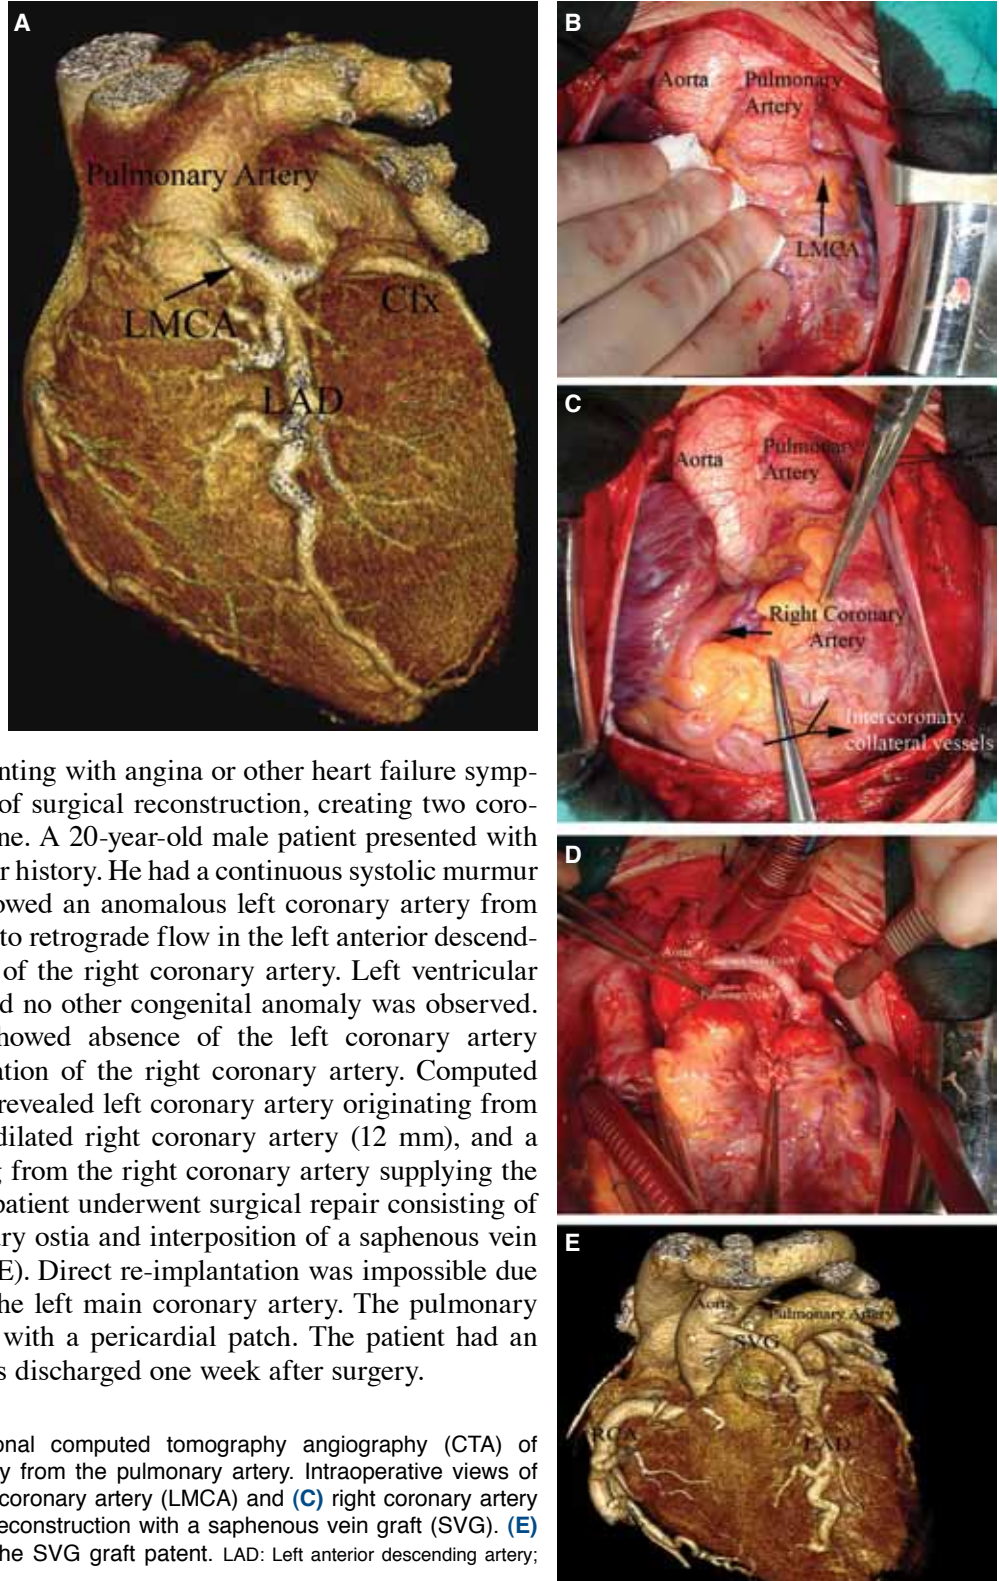 A
Pulmonary Artery
LMCA
Cfx
LAD
B
Aorta
Pulmonary
Artery
LMCA
C
Aorta
Pulmonary
Artery
Right Coronary
Artery
Intercoronary
collateral vessels
D
Aorta
E
Aorta
Pulmonary Artery
SVG
RCA
LAD
nting with angina or other heart failure symp-
of surgical reconstruction, creating two coro-
ne. A 20-year-old male patient presented with
r history. He had a continuous systolic murmur
owed an anomalous left coronary artery from
to retrograde flow in the left anterior descend-
of the right coronary artery. Left ventricular
d no other congenital anomaly was observed.
howed absence of the left coronary artery
ation of the right coronary artery. Computed
revealed left coronary artery originating from
dilated right coronary artery (12 mm), and a
g from the right coronary artery supplying the
patient underwent surgical repair consisting of
ry ostia and interposition of a saphenous vein
E). Direct re-implantation was impossible due
he left main coronary artery. The pulmonary
with a pericardial patch. The patient had an
s discharged one week after surgery.
onal computed tomography angiography (CTA) of
y from the pulmonary artery. Intraoperative views of
coronary artery (LMCA) and (C) right coronary artery
econstruction with a saphenous vein graft (SVG). (E)
he SVG graft patent. LAD: Left anterior descending artery;